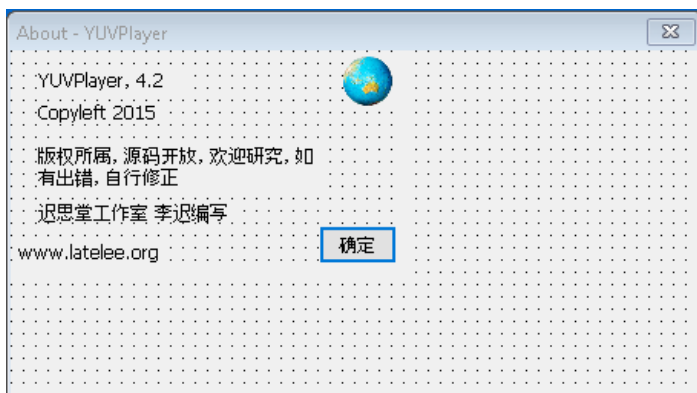 About - YUVPlayer
YUVPlayer, 4.2
Copyleft 2015
版权所属, 源码开放, 欢迎研究, 如
有出错, 自行修正
迟思堂工作室 李迟编写
www.latelee.org
确定